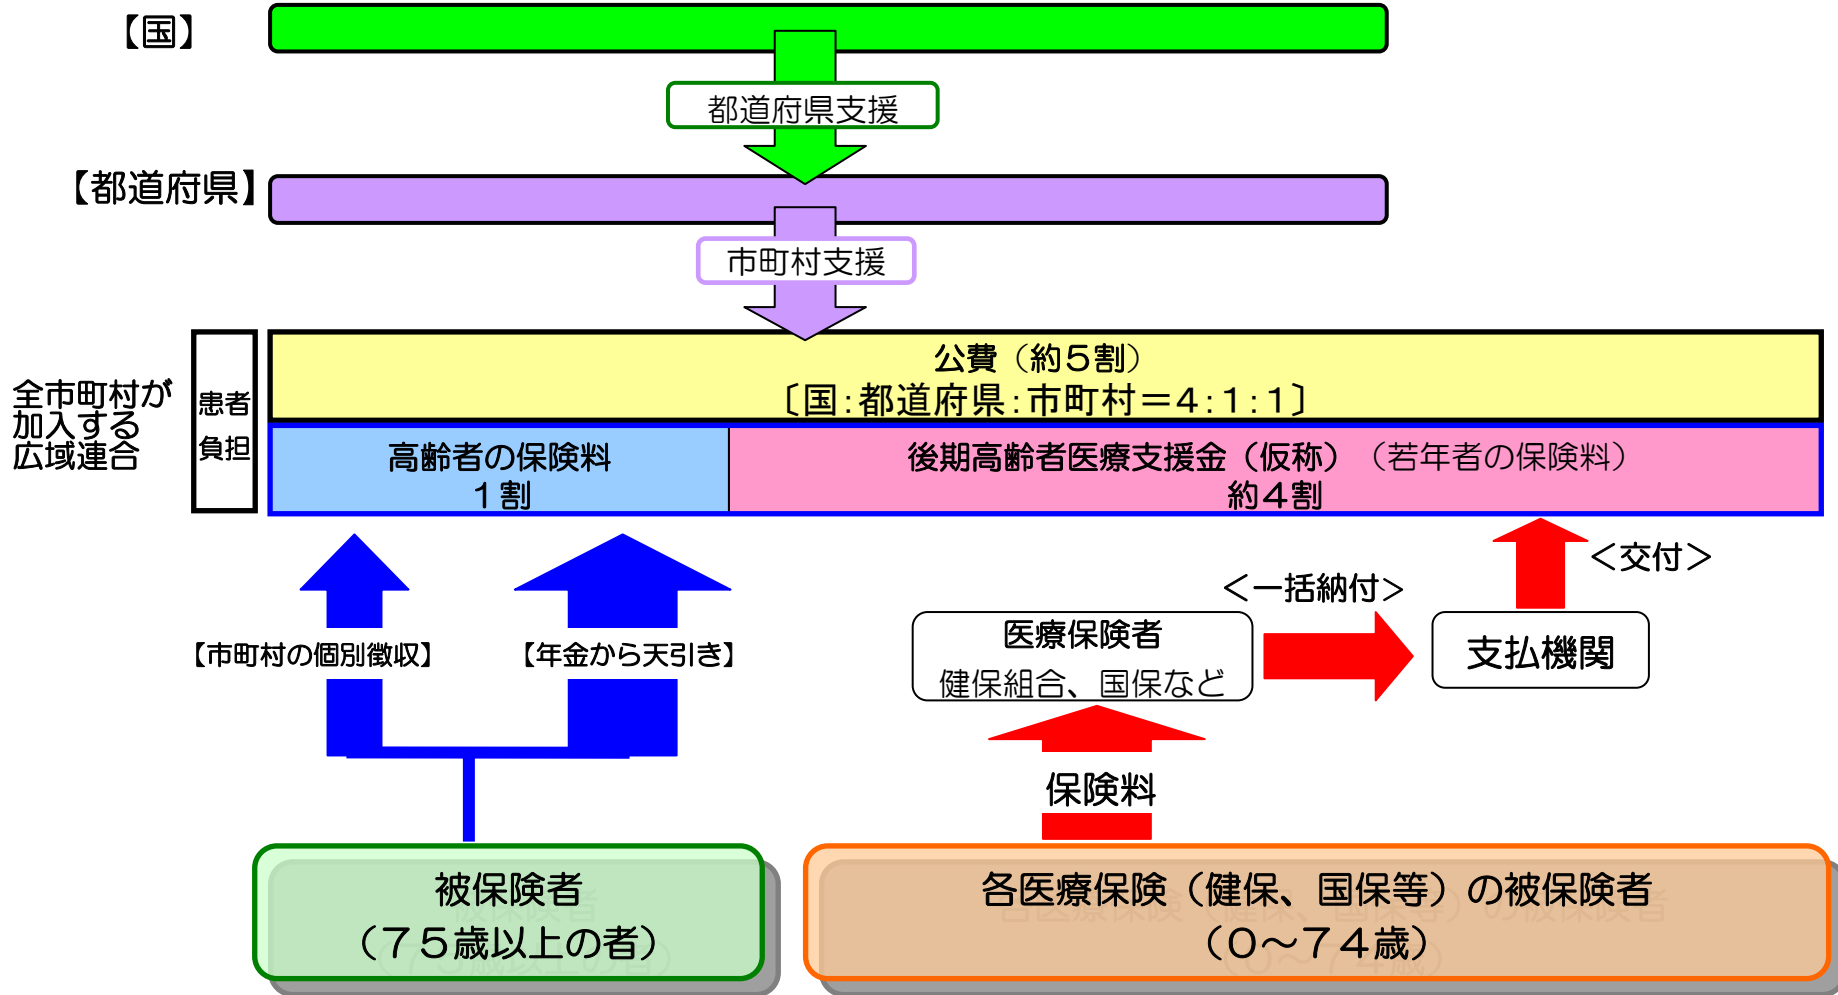 【国】
都道府県支援
【都道府県】
市町村支援
全市町村が
加入する
広域連合
患者
負担
公費（約５割）
〔国：都道府県：市町村＝４：１：１〕
高齢者の保険料
１割
後期高齢者医療支援金（仮称）（若年者の保険料）
約４割
【市町村の個別徴収】
【年金から天引き】
＜一括納付＞
＜交付＞
医療保険者
健保組合、国保など
支払機関
保険料
被保険者
（７５歳以上の者）
各医療保険（健保、国保等）の被保険者
（０～７４歳）